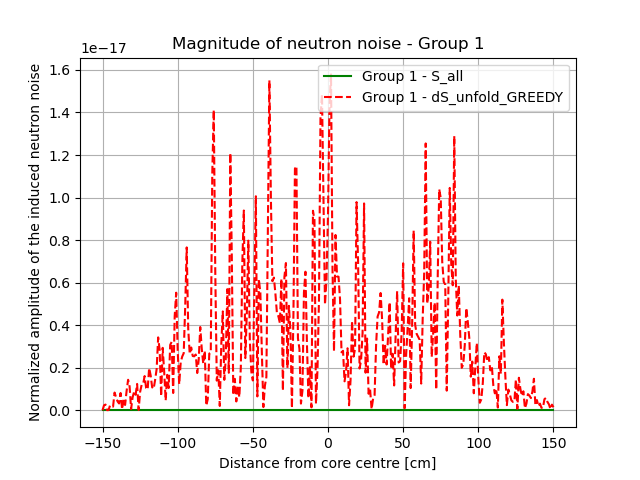 Magnitude of neutron noise - Group 1
1e−17
Group 1 - S_all
Group 1 - dS_unfold_GREEDY
Normalized amplitude of the induced neutron noise
1.6
1.4
1.2
1.0
0.8
0.6
0.4
0.2
0.0
−150 −100 −50 0 50 100 150
Distance from core centre [cm]